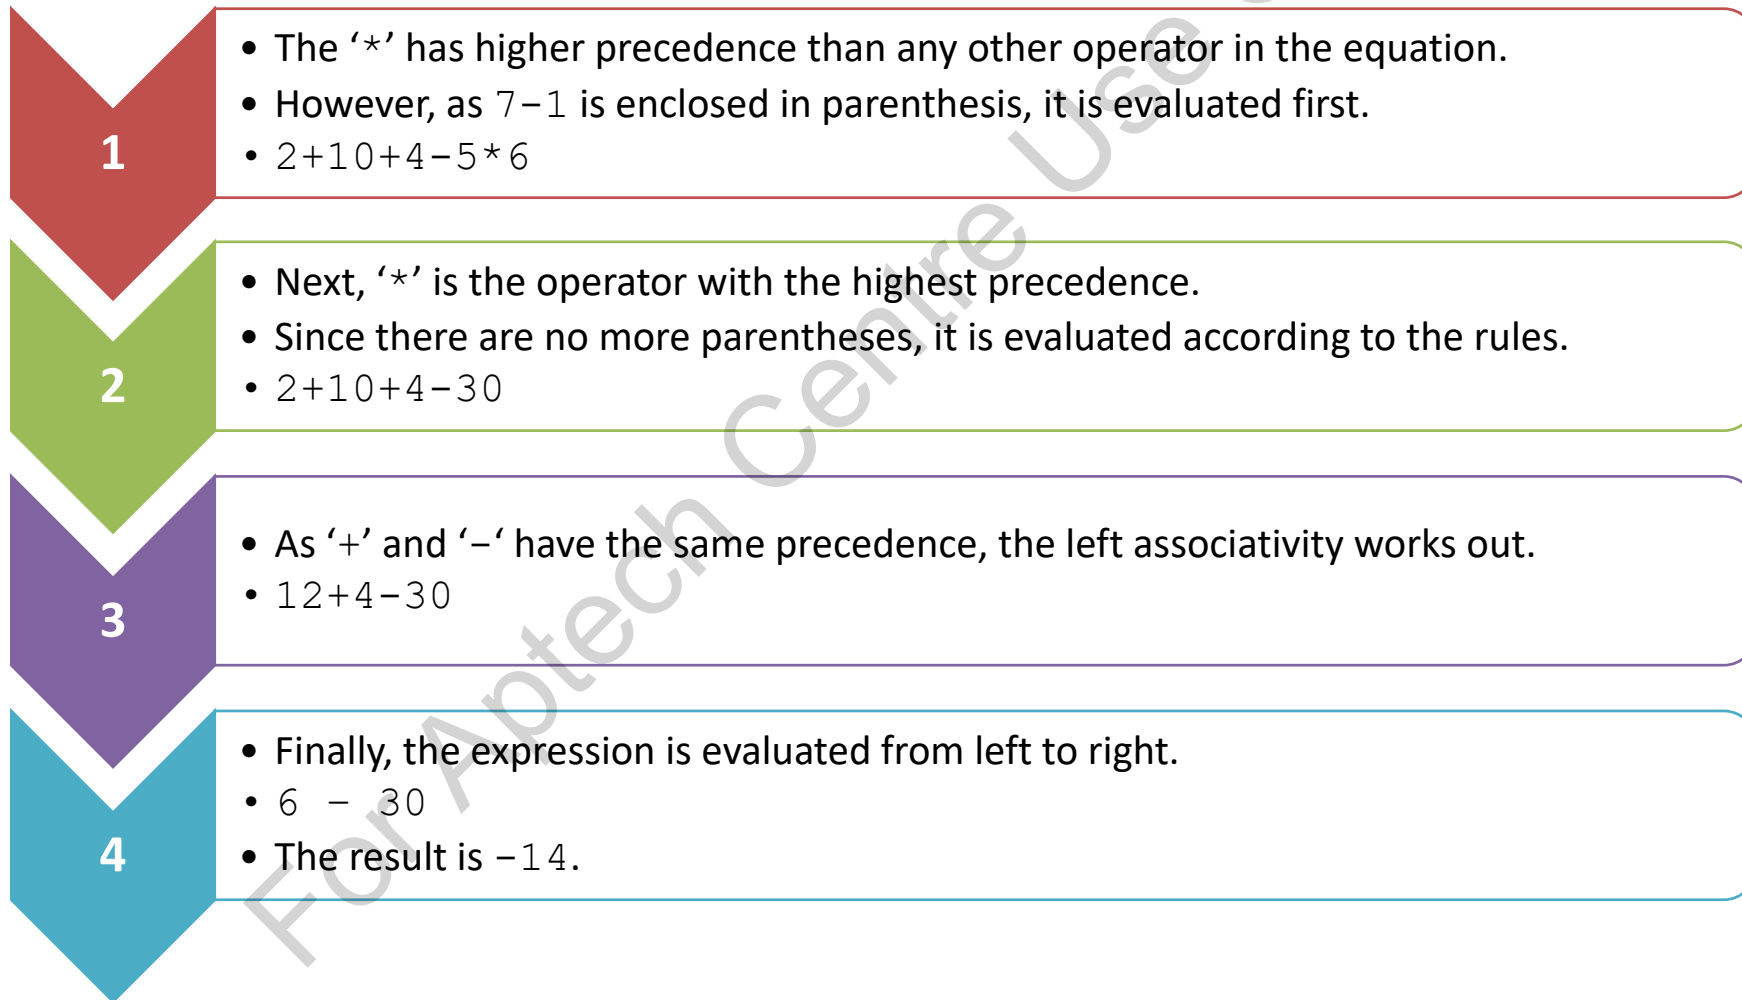 1
• The ‘*’ has higher precedence than any other operator in the equation.
• However, as 7-1 is enclosed in parenthesis, it is evaluated first.
• 2+10+4-5*6
2
• Next, ‘*’ is the operator with the highest precedence.
• Since there are no more parentheses, it is evaluated according to the rules.
• 2+10+4-30
3
• As ‘+’ and ‘-‘ have the same precedence, the left associativity works out.
• 12+4-30
4
• Finally, the expression is evaluated from left to right.
• 6 - 30
• The result is -14.
For Aptech Centre Use